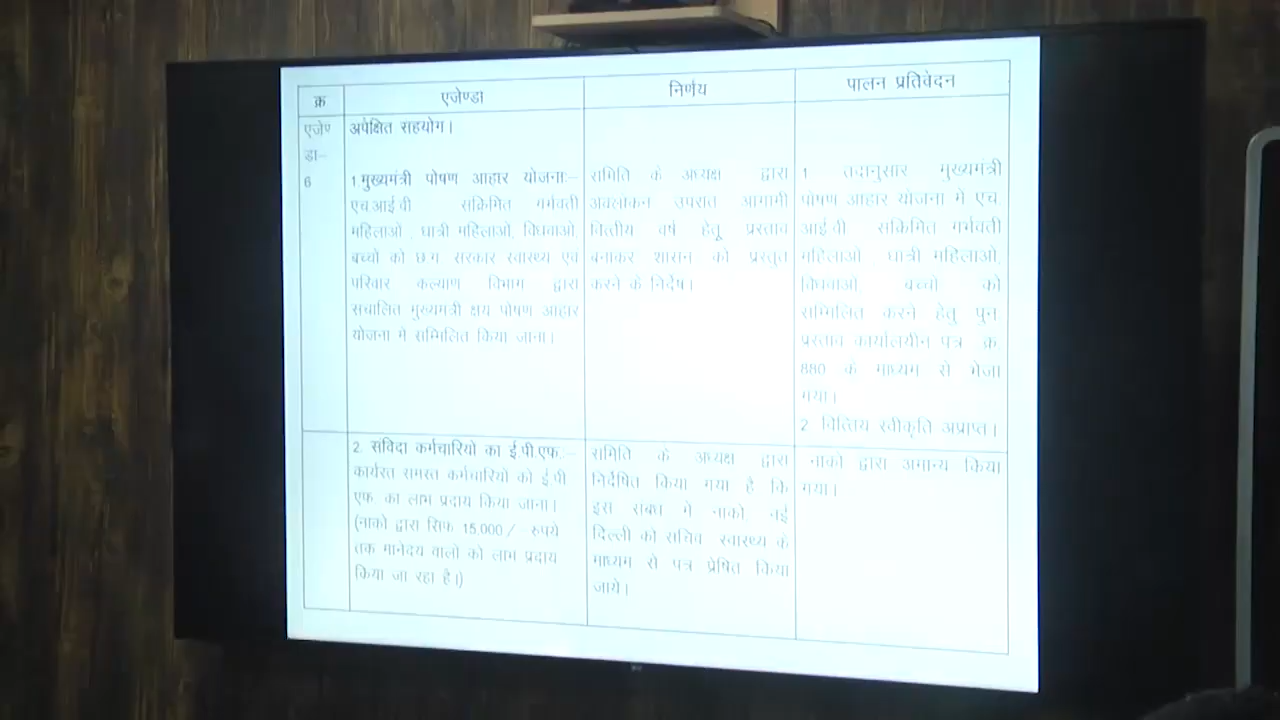 क्र
एजेण्डा
निर्णय
पालन प्रतिवेदन
एजेण
डा–
6
अपेक्षित सहयोग।
1.मुख्यमंत्री पोषण आहार योजनाः–
एच.आई.वी संक्रिमित गर्भवती
महिलाओं , धात्री महिलाओं, विधवाओं,
बच्चों को छ.ग. सरकार स्वास्थ्य एवं
परिवार कल्याण विभाग द्वारा
संचालित मुख्यमंत्री क्षय पोषण आहार
योजना में सम्मिलित किया जाना।
समिति के अध्यक्ष द्वारा
अवलोकन उपरांत आगामी
वित्तीय वर्ष हेतू प्रस्ताव
बनाकर शासन को प्रस्तुत
करने के निर्देष।
1 तदानुसार मुख्यमंत्री
पोषण आहार योजना में एच.
आई.वी संक्रिमित गर्भवती
महिलाओं धात्री महिलाओं,
विधवाओं बच्चों को
सम्मिलित करने हेतु पुनः
प्रस्ताव कार्यालयीन पत्र क्र.
880 के माध्यम से भेजा
गया।
2 वित्तिय स्वीकृति अप्राप्त।
2. संविदा कर्मचारियों का ई.पी.एफ.:–
कार्यरत समस्त कर्मचारियों को ई.पी
एफ का लाभ प्रदाय किया जाना।
(नाको द्वारा सिर्फ 15,000/– रुपये
तक मानेदय वालों को लाभ प्रदाय
किया जा रहा है।)
समिति के अध्यक्ष द्वारा
निर्देषित किया गया है कि
इस संबंध में नाको नई
दिल्ली को सचिव स्वास्थ्य के
माध्यम से पत्र प्रेषित किया
जाये।
नाको द्वारा अमान्य किया
गया।